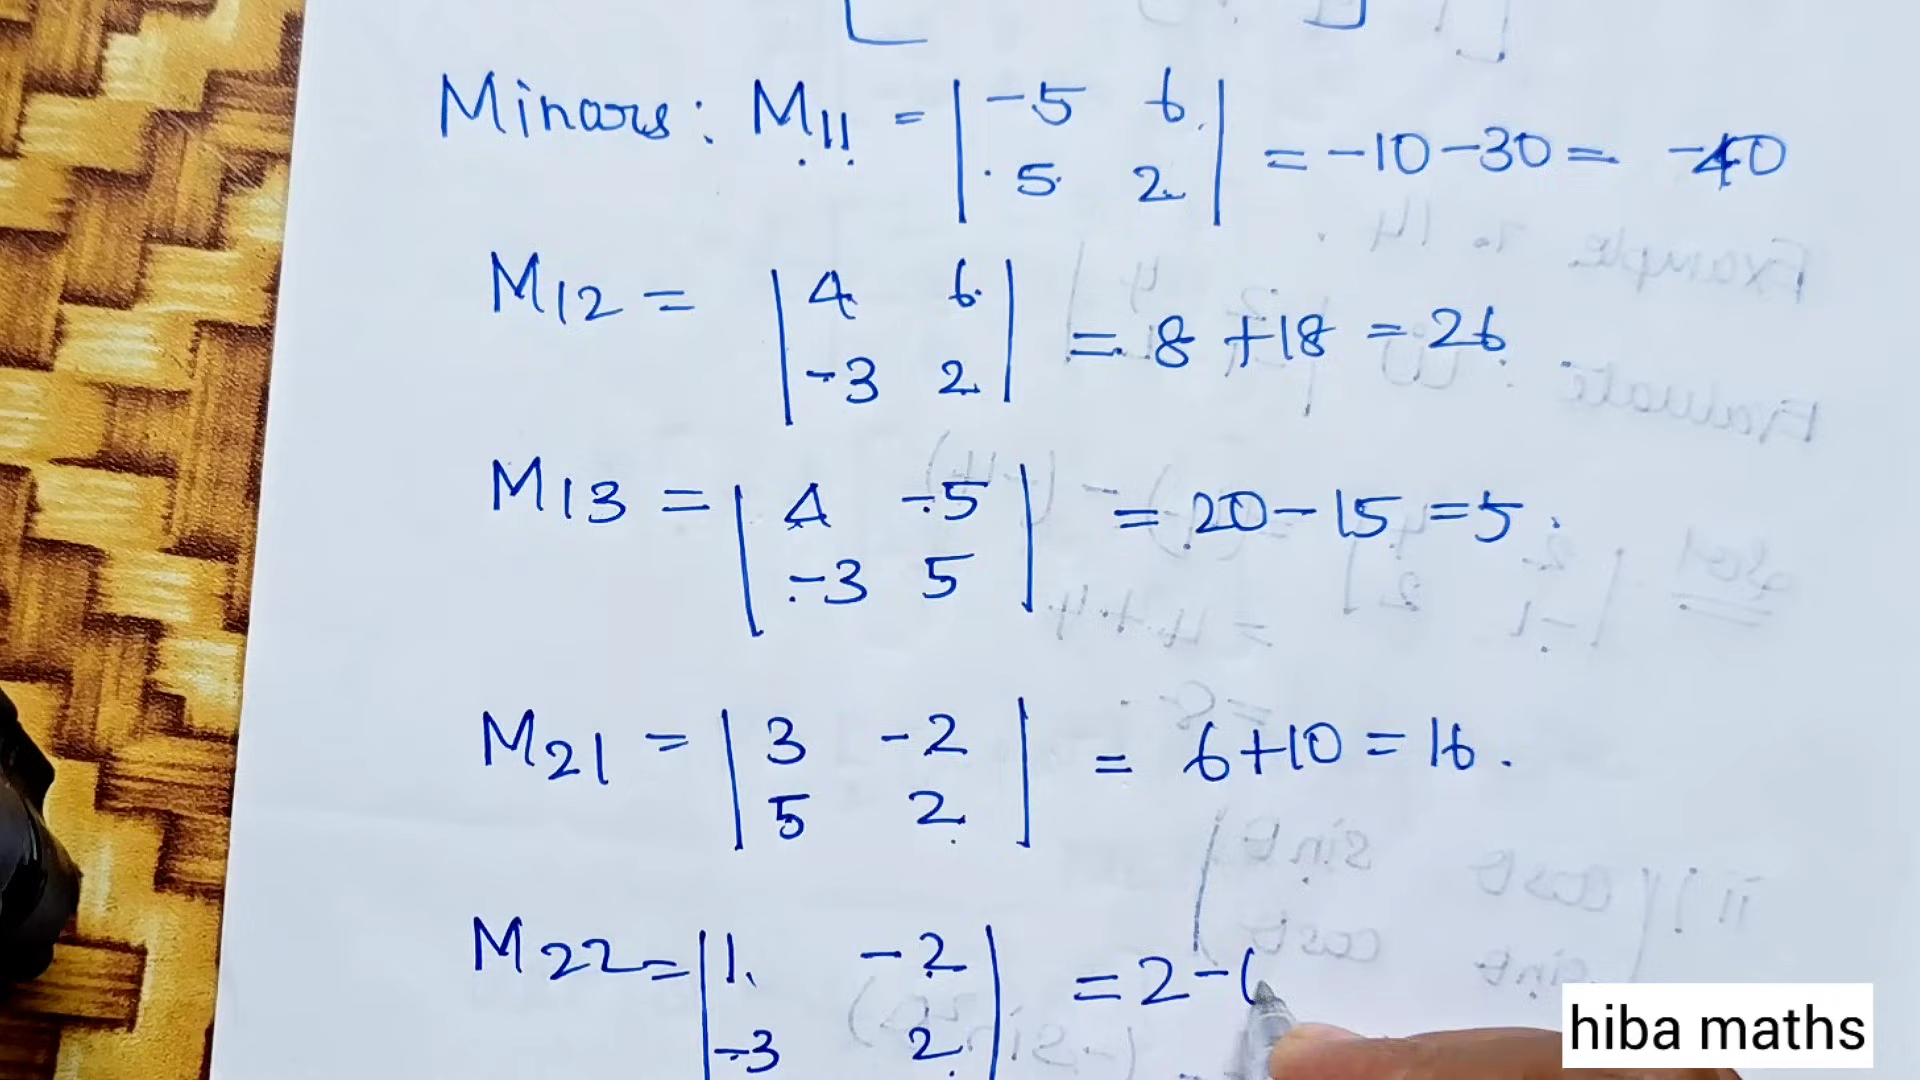 Minors: M11 = | -5 6 | = -10-30 = -40
| 5 2 |
M12 = | 4 6 | = 8 +18 = 26
| -3 2 |
M13 = | 4 -5 | = 20-15 = 5.
| -3 5 |
M21 = | 3 -2 | = 6+10 = 16.
| 5 2 |
M22 = | 1 -2 | = 2-
| -3 2 |
hiba maths